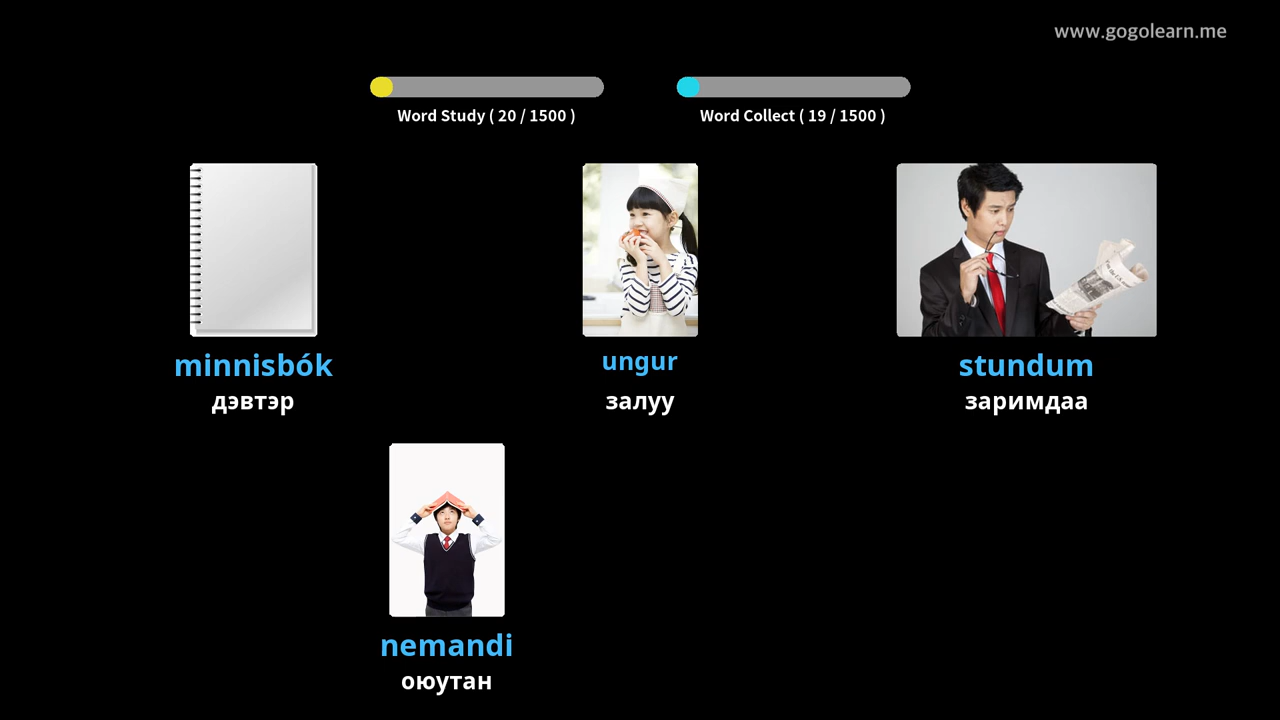 www.gogolearn.me
Word Study ( 20 / 1500 )
Word Collect ( 19 / 1500 )
minnisbók
дэвтэр
ungur
залуу
stundum
заримдаа
nemandi
оюутан